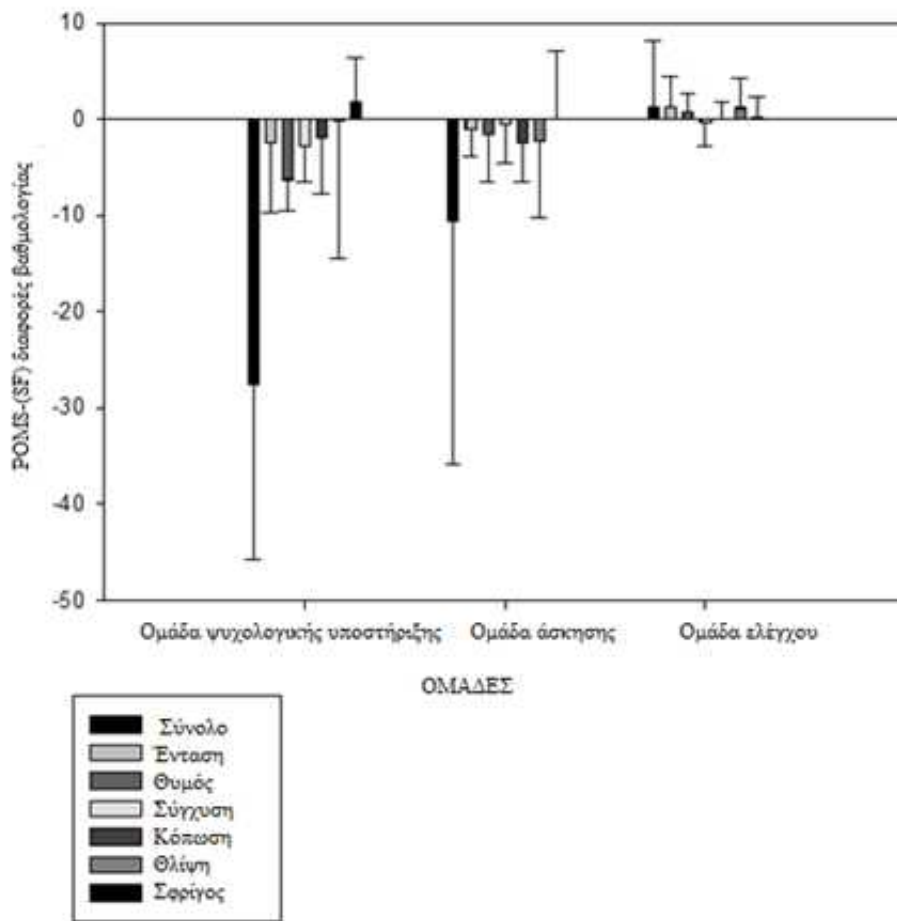 10
0
-10
-20
-30
-40
-50
POMS-(SF) διαφορές βαθμολογίας
Ομάδα ψυχολογικής υποστήριξης Ομάδα άσκησης Ομάδα ελέγχου
ΟΜΑΔΕΣ
Σύνολο
Ένταση
Θυμός
Σύγχυση
Κόπωση
Θλίψη
Σφρίγος